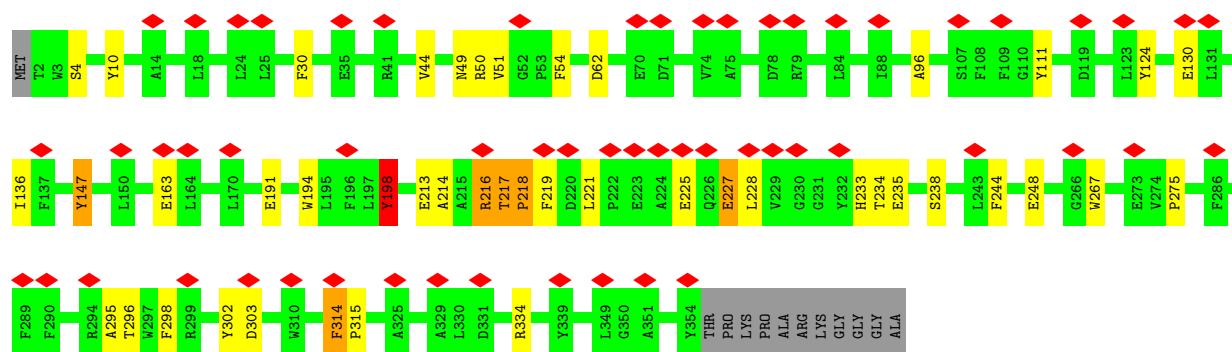 MET T2 W3 S4 Y10 A14 L18 L24 L25 F30 E35 R41 V44 N49 R50 V51 G52 P53 F54 D62 E70 D71 V74 A75 D78 R79 L84 I88 A96 S107 F108 F109 G110 Y111 D119 L123 Y124 E130 L131
I136 F137 Y147 L150 E163 L164 L170 E191 W194 L195 F196 L197 Y198 E213 A214 A215 R216 T217 P218 F219 D220 L221 P222 E223 A224 E225 Q226 E227 L228 V229 G230 G231 Y232 H233 T234 E235 S238 L243 F244 E248 G266 W267 E273 V274 P275 F286
F289 F290 R294 A295 T296 W297 F298 R299 Y302 D303 W310 F314 P315 A325 A329 L330 D331 R334 Y339 L349 G350 A351 Y354 THR PRO LYS PRO ALA ARG LYS GLY GLY GLY ALA